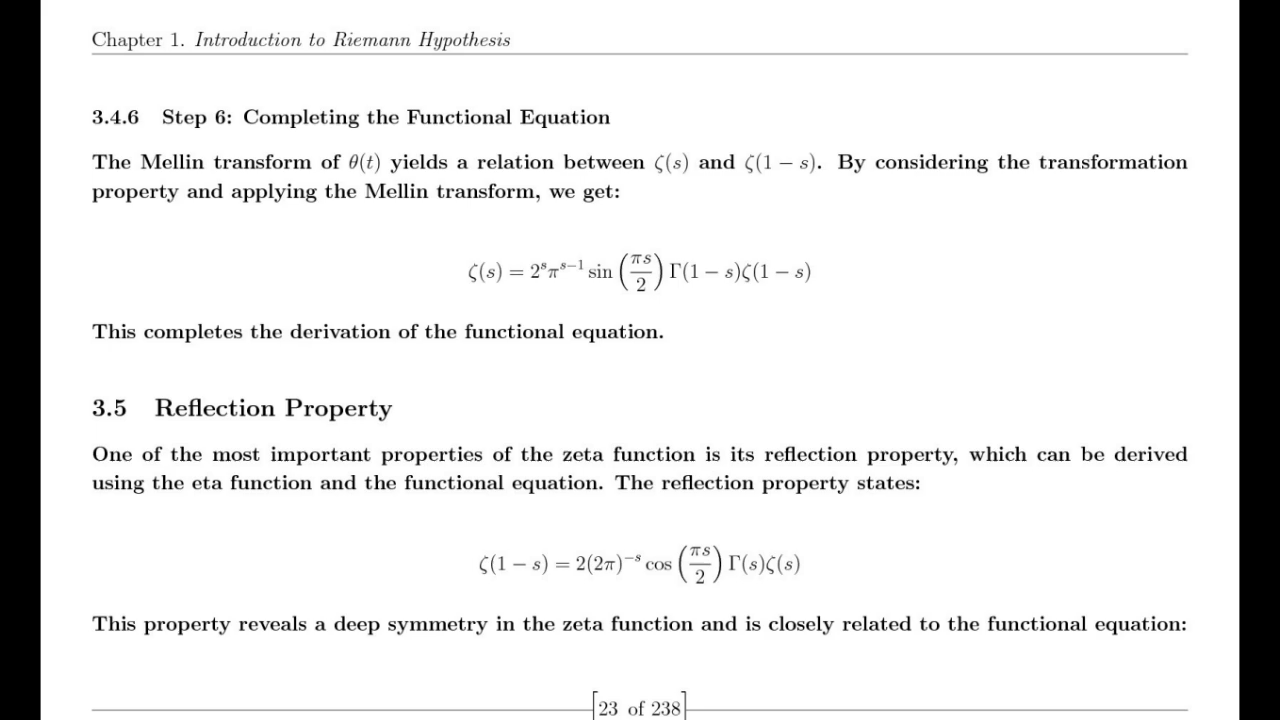 Chapter 1. Introduction to Riemann Hypothesis
3.4.6 Step 6: Completing the Functional Equation
The Mellin transform of θ(t) yields a relation between ζ(s) and ζ(1 − s). By considering the transformation
property and applying the Mellin transform, we get:
ζ(s) = 2^s π^{s−1} sin(πs/2) Γ(1 − s)ζ(1 − s)
This completes the derivation of the functional equation.
3.5 Reflection Property
One of the most important properties of the zeta function is its reflection property, which can be derived
using the eta function and the functional equation. The reflection property states:
ζ(1 − s) = 2(2π)^{−s} cos(πs/2) Γ(s)ζ(s)
This property reveals a deep symmetry in the zeta function and is closely related to the functional equation:
[23 of 238]